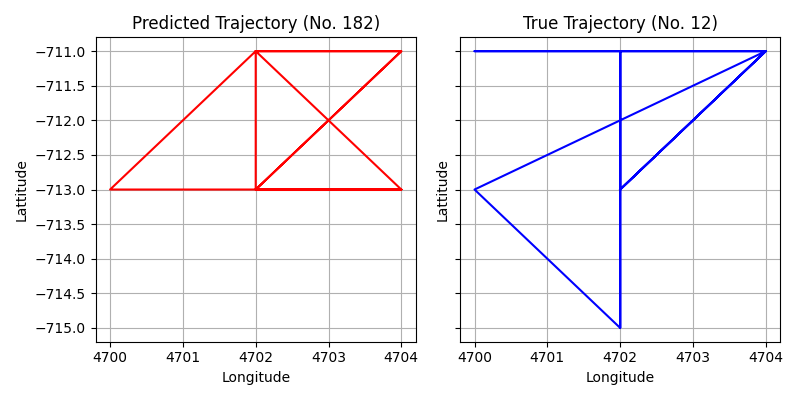 Predicted Trajectory (No. 182)
−711.0
−711.5
−712.0
−712.5
−713.0
−713.5
−714.0
−714.5
−715.0
Lattitude
4700 4701 4702 4703 4704
Longitude
True Trajectory (No. 12)
Lattitude
4700 4701 4702 4703 4704
Longitude